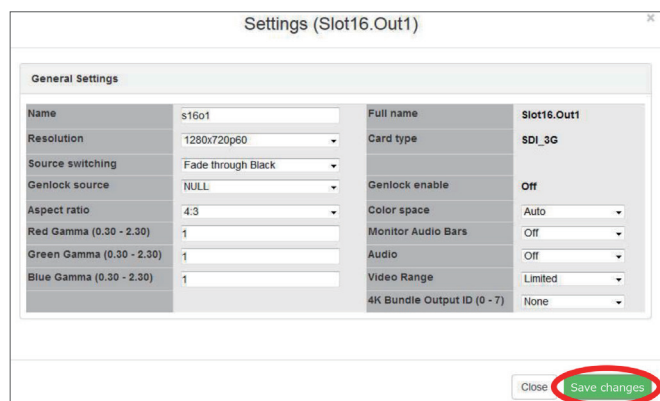 Settings (Slot16.Out1)
×
General Settings
Name s16o1 Full name Slot16.Out1
Resolution 1280x720p60 Card type SDI_3G
Source switching Fade through Black
Genlock source NULL Genlock enable Off
Aspect ratio 4:3 Color space Auto
Red Gamma (0.30 - 2.30) 1 Monitor Audio Bars Off
Green Gamma (0.30 - 2.30) 1 Audio Off
Blue Gamma (0.30 - 2.30) 1 Video Range Limited
4K Bundle Output ID (0 - 7) None
Close Save changes